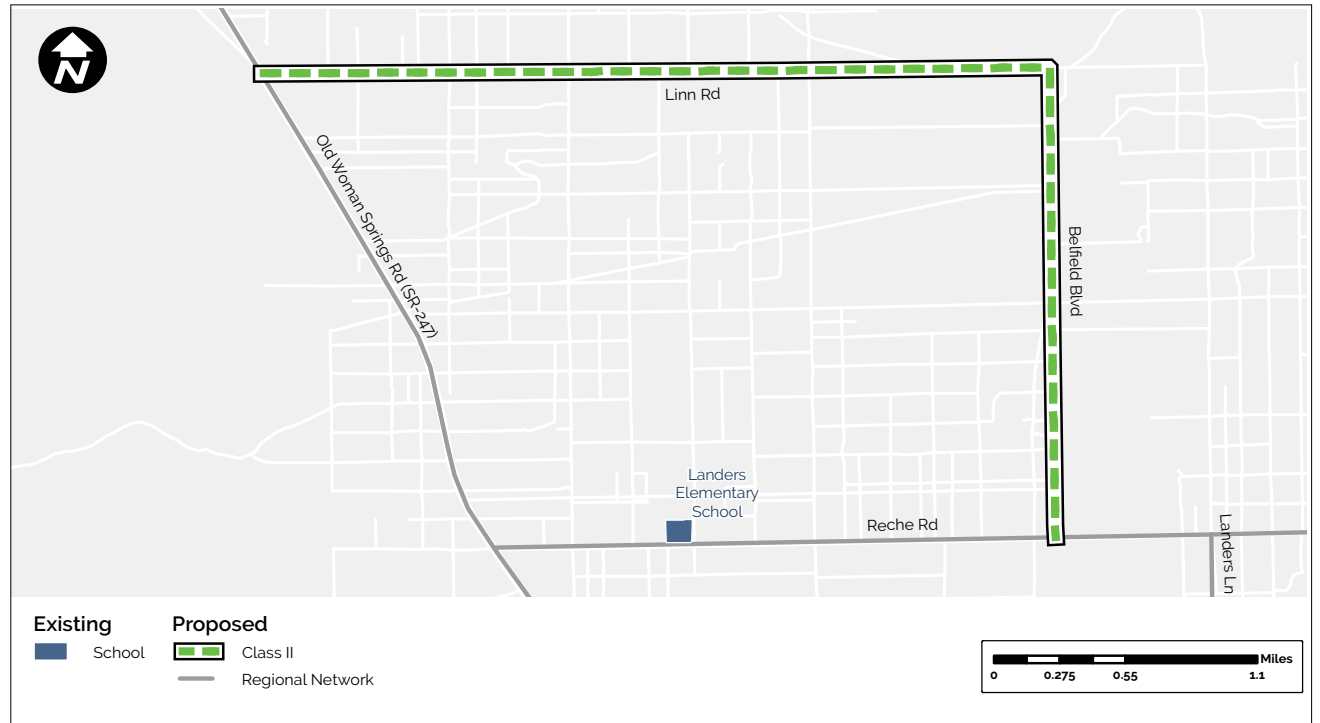 N
Linn Rd
Old Woman Springs Rd (SR-247)
Belfield Blvd
Landers
Elementary
School
Reche Rd
Landers Ln
Existing
School
Proposed
Class II
Regional Network
Miles
0 0.275 0.55 1.1